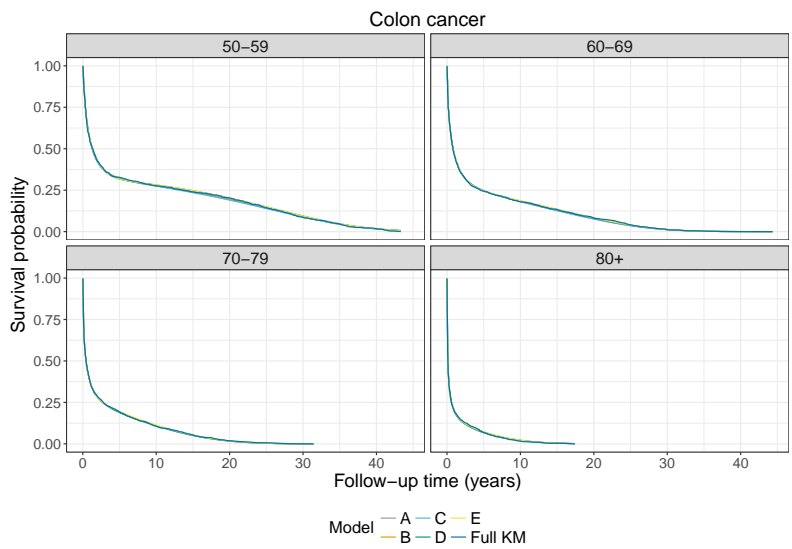 Colon cancer
50−59 60−69
1.00
0.75
0.50
0.25
0.00
70−79 80+
1.00
0.75
0.50
0.25
0.00
0 10 20 30 40 0 10 20 30 40
Survival probability
Follow−up time (years)
Model A C E
B D Full KM